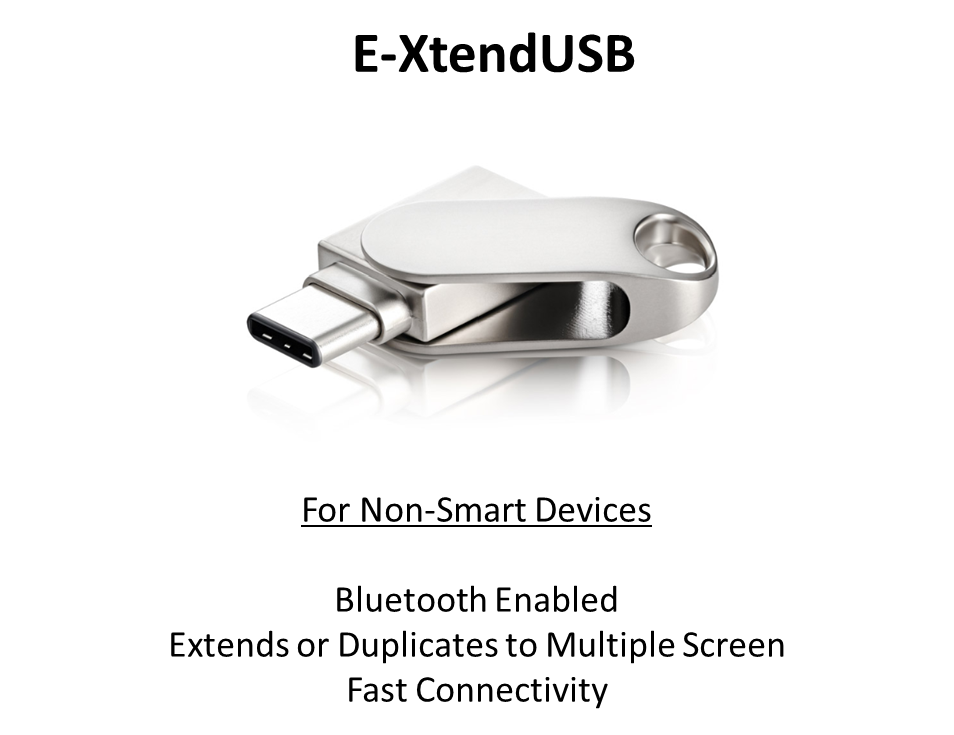 E-XtendUSB
For Non-Smart Devices
Bluetooth Enabled
Extends or Duplicates to Multiple Screen
Fast Connectivity